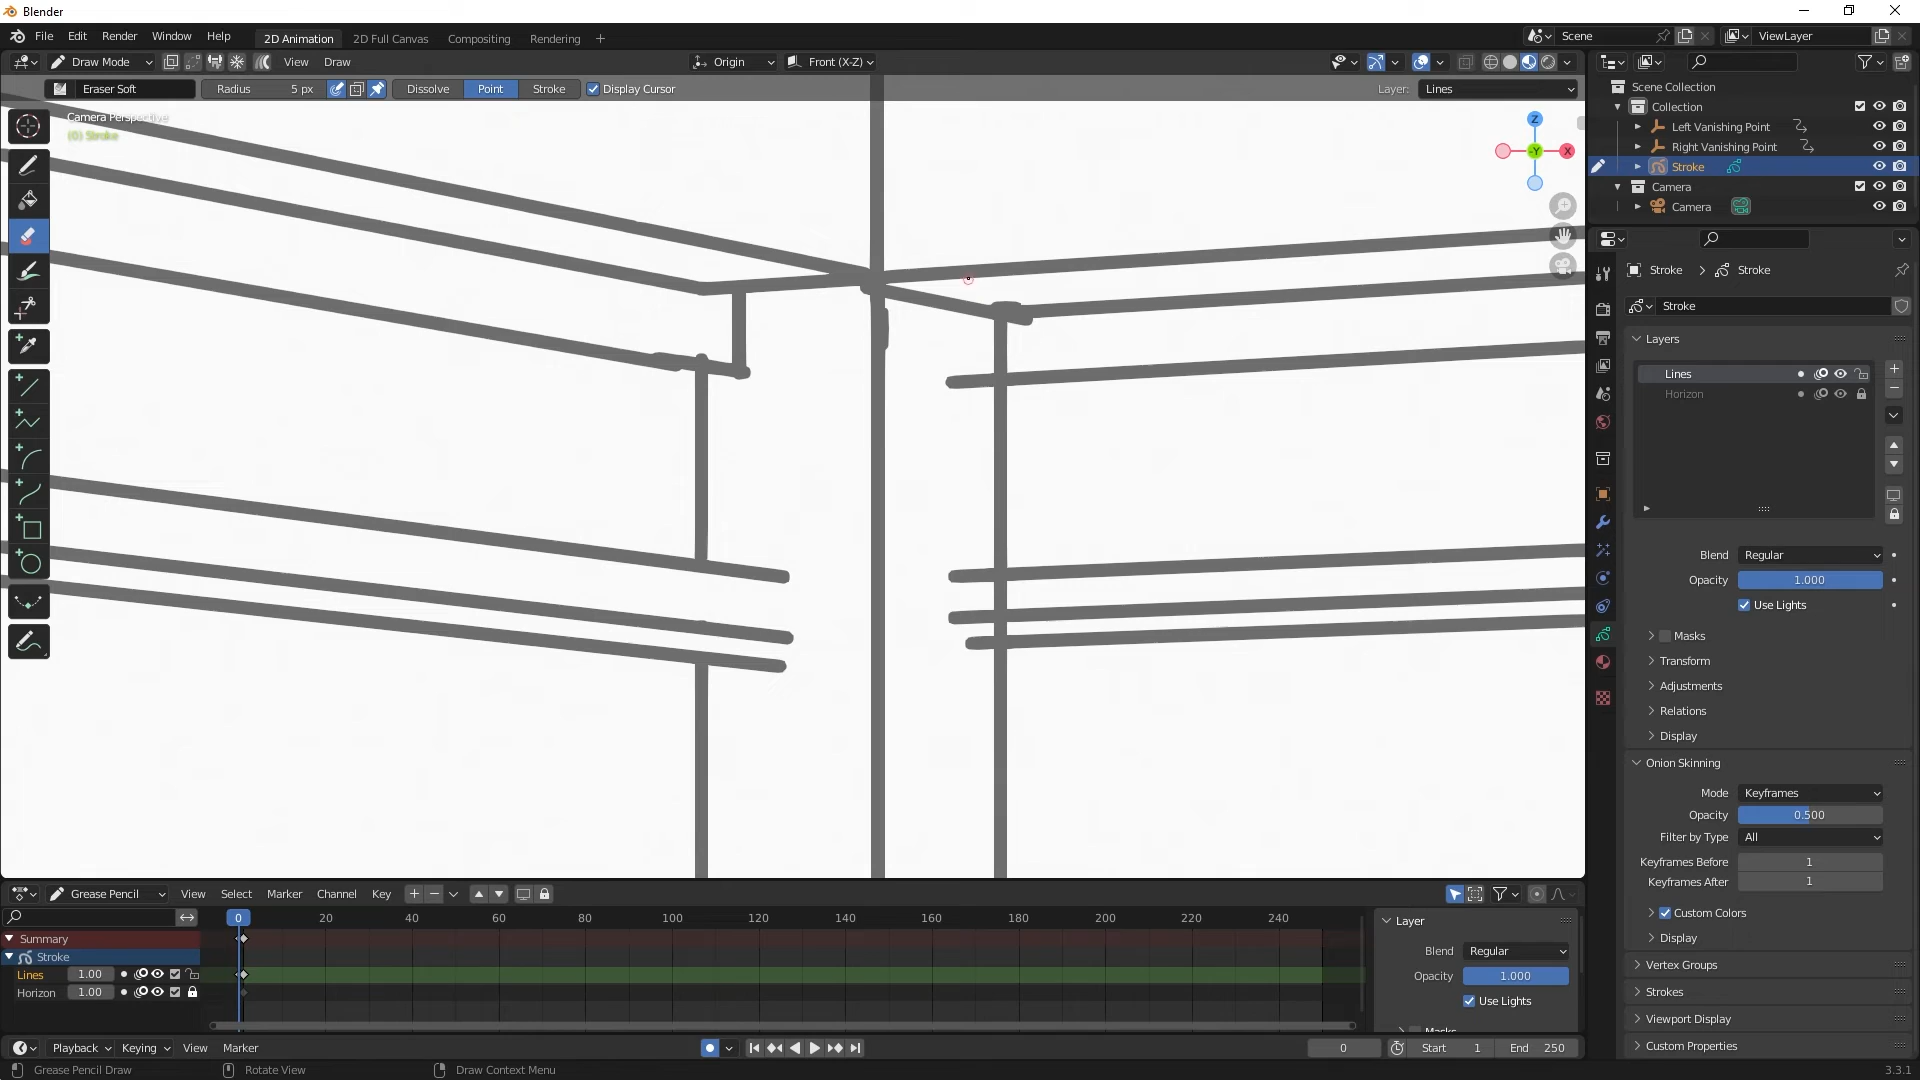 Blender
File Edit Render Window Help 2D Animation 2D Full Canvas Compositing Rendering + Scene ViewLayer
Draw Mode View Draw Origin Front (X-Z)
Eraser Soft Radius 5 px Dissolve Point Stroke Display Cursor Layer: Lines
Camera Perspective
(0) Stroke
Z
-Y X
Scene Collection
Collection
Left Vanishing Point
Right Vanishing Point
Stroke
Camera
Camera
Stroke > Stroke
Stroke
Layers
Lines
Horizon
Blend Regular
Opacity 1.000
Use Lights
Masks
Transform
Adjustments
Relations
Display
Onion Skinning
Mode Keyframes
Opacity 0.500
Filter by Type All
Keyframes Before 1
Keyframes After 1
Custom Colors
Display
Vertex Groups
Strokes
Viewport Display
Custom Properties
Grease Pencil View Select Marker Channel Key
0 20 40 60 80 100 120 140 160 180 200 220 240
Summary
Stroke
Lines 1.00
Horizon 1.00
Layer
Blend Regular
Opacity 1.000
Use Lights
Masks
Playback Keying View Marker 0 Start 1 End 250
Grease Pencil Draw Rotate View Draw Context Menu 3.3.1